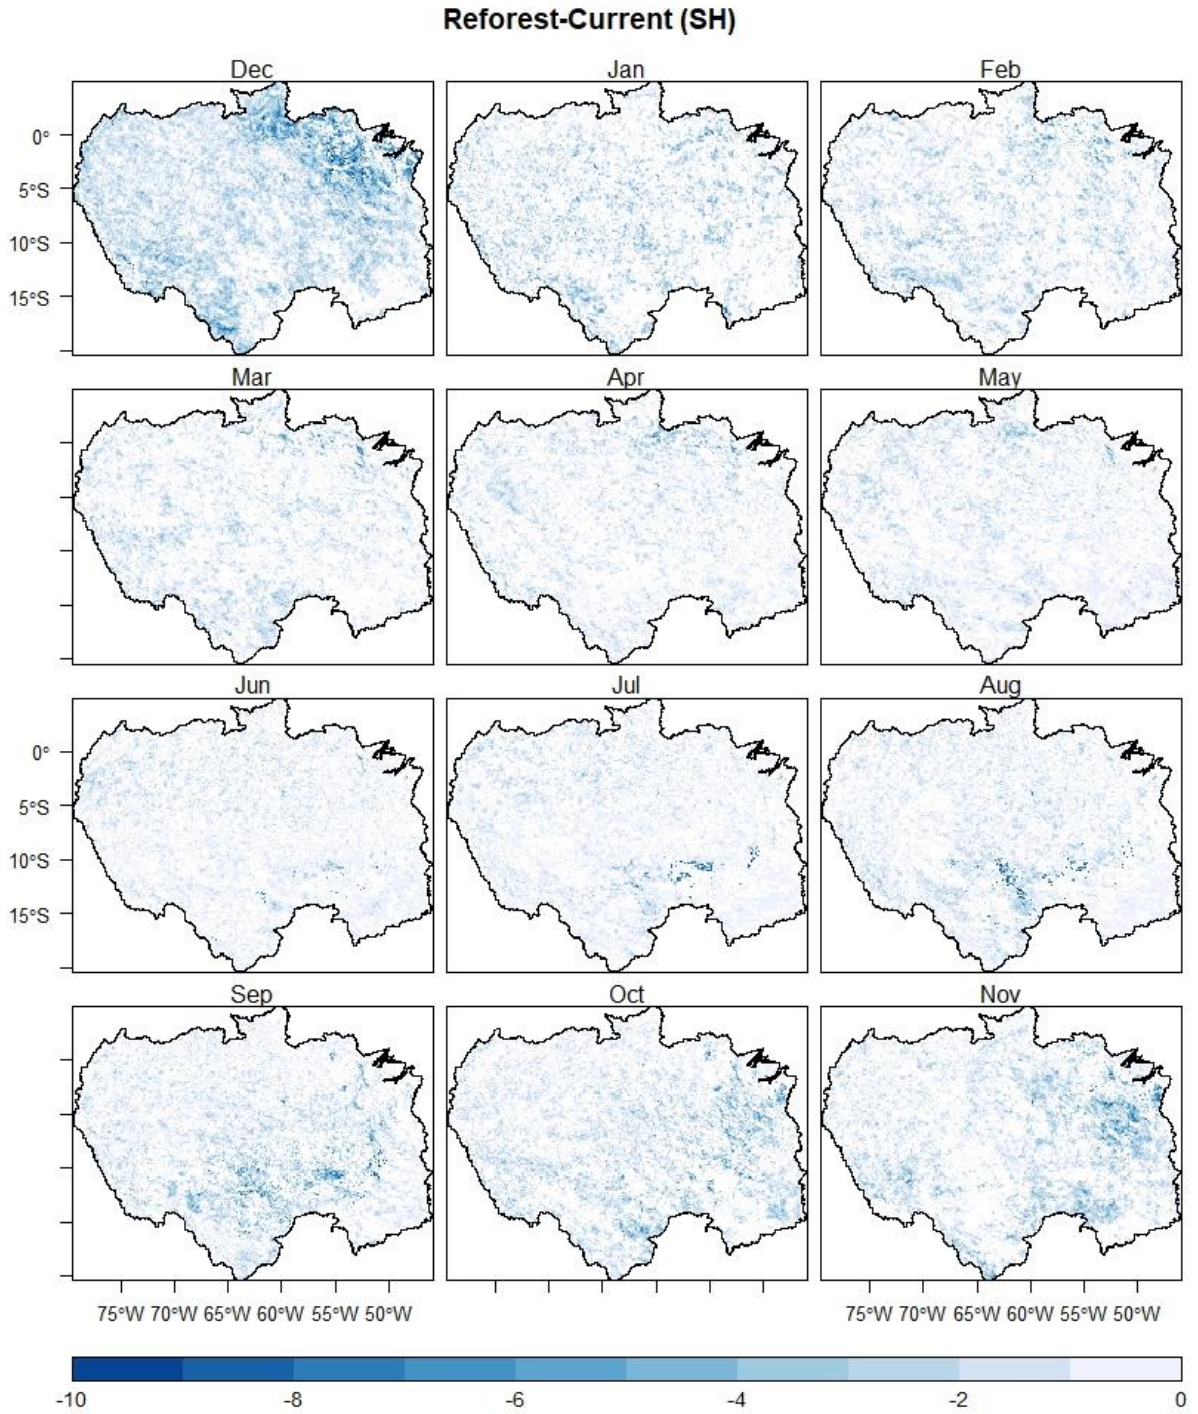 Reforest-Current (SH)
Dec Jan Feb
0°
5°S
10°S
15°S
Mar Apr May
Jun Jul Aug
0°
5°S
10°S
15°S
Sep Oct Nov
75°W 70°W 65°W 60°W 55°W 50°W 75°W 70°W 65°W 60°W 55°W 50°W
-10 -8 -6 -4 -2 0